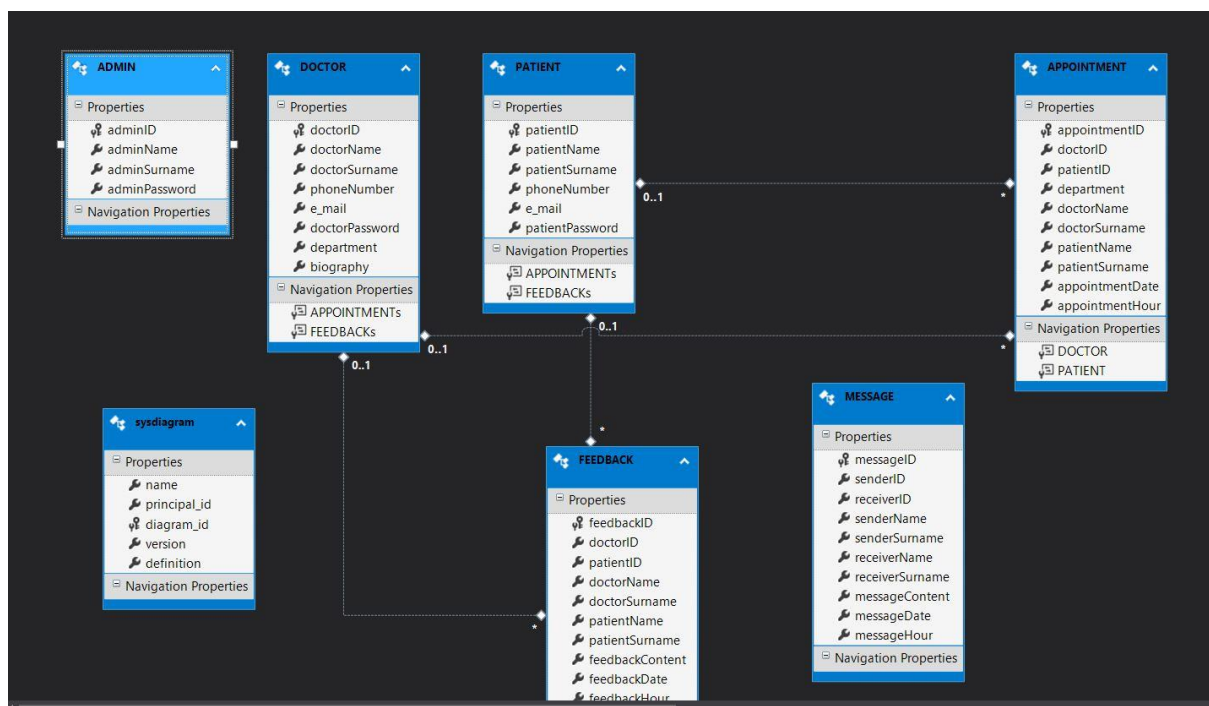 ADMIN
Properties
adminID
adminName
adminSurname
adminPassword
Navigation Properties
DOCTOR
Properties
doctorID
doctorName
doctorSurname
phoneNumber
e_mail
doctorPassword
department
biography
Navigation Properties
APPOINTMENTs
FEEDBACKs
PATIENT
Properties
patientID
patientName
patientSurname
phoneNumber
e_mail
patientPassword
Navigation Properties
APPOINTMENTs
FEEDBACKs
APPOINTMENT
Properties
appointmentID
doctorID
patientID
department
doctorName
doctorSurname
patientName
patientSurname
appointmentDate
appointmentHour
Navigation Properties
DOCTOR
PATIENT
0..1
*
0..1
*
0..1
*
0..1
*
sysdiagram
Properties
name
principal_id
diagram_id
version
definition
Navigation Properties
FEEDBACK
Properties
feedbackID
doctorID
patientID
doctorName
doctorSurname
patientName
patientSurname
feedbackContent
feedbackDate
feedbackHour
MESSAGE
Properties
messageID
senderID
receiverID
senderName
senderSurname
receiverName
receiverSurname
messageContent
messageDate
messageHour
Navigation Properties